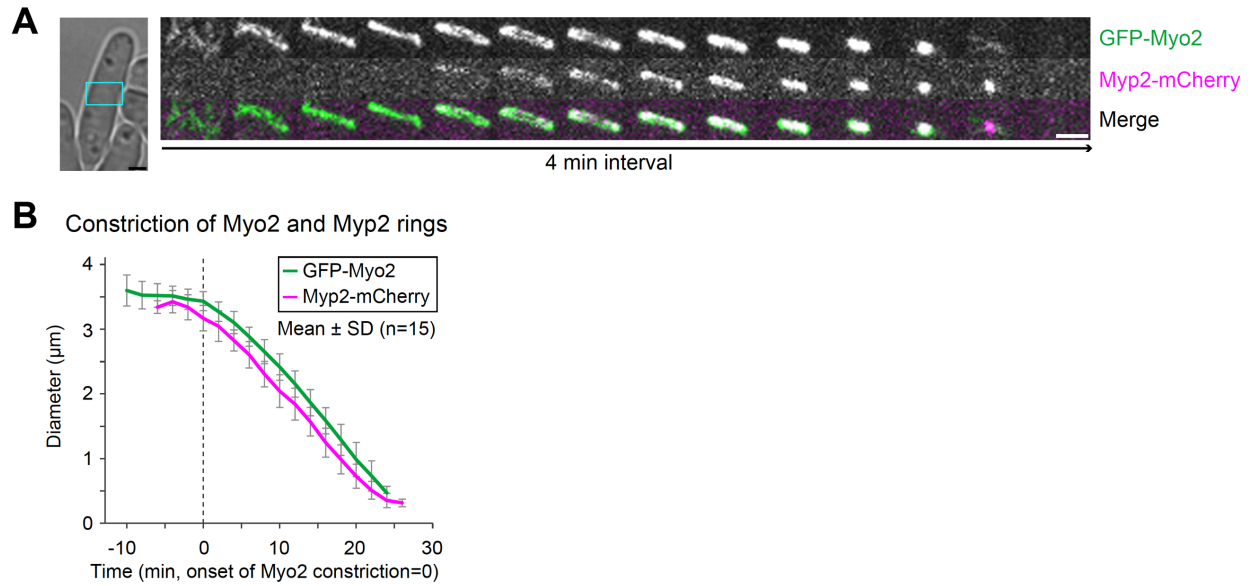 A
GFP-Myo2
Myp2-mCherry
Merge
4 min interval
B
Constriction of Myo2 and Myp2 rings
GFP-Myo2
Myp2-mCherry
Mean ± SD (n=15)
Diameter (μm)
4
3
2
1
0
-10 0 10 20 30
Time (min, onset of Myo2 constriction=0)